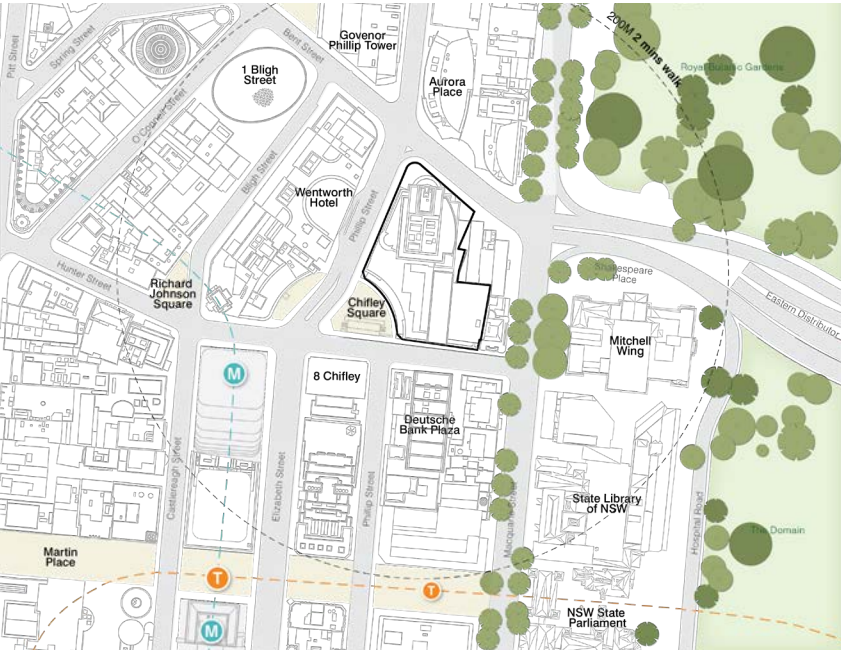 Pitt Street
Spring Street
Bent Street
Govenor
Phillip Tower
200M 2 mins walk
1 Bligh
Street
Aurora
Place
Royal Botanic Gardens
O'Connell Street
Bligh Street
Wentworth
Hotel
Phillip Street
Hunter Street
Richard
Johnson
Square
Chifley
Square
Shakespeare
Place
Eastern Distributor
Mitchell
Wing
M
8 Chifley
Deutsche
Bank Plaza
Castlereagh Street
Elizabeth Street
Phillip Street
Macquarie Street
State Library
of NSW
Hospital Road
The Domain
Martin
Place
T
T
M
NSW State
Parliament